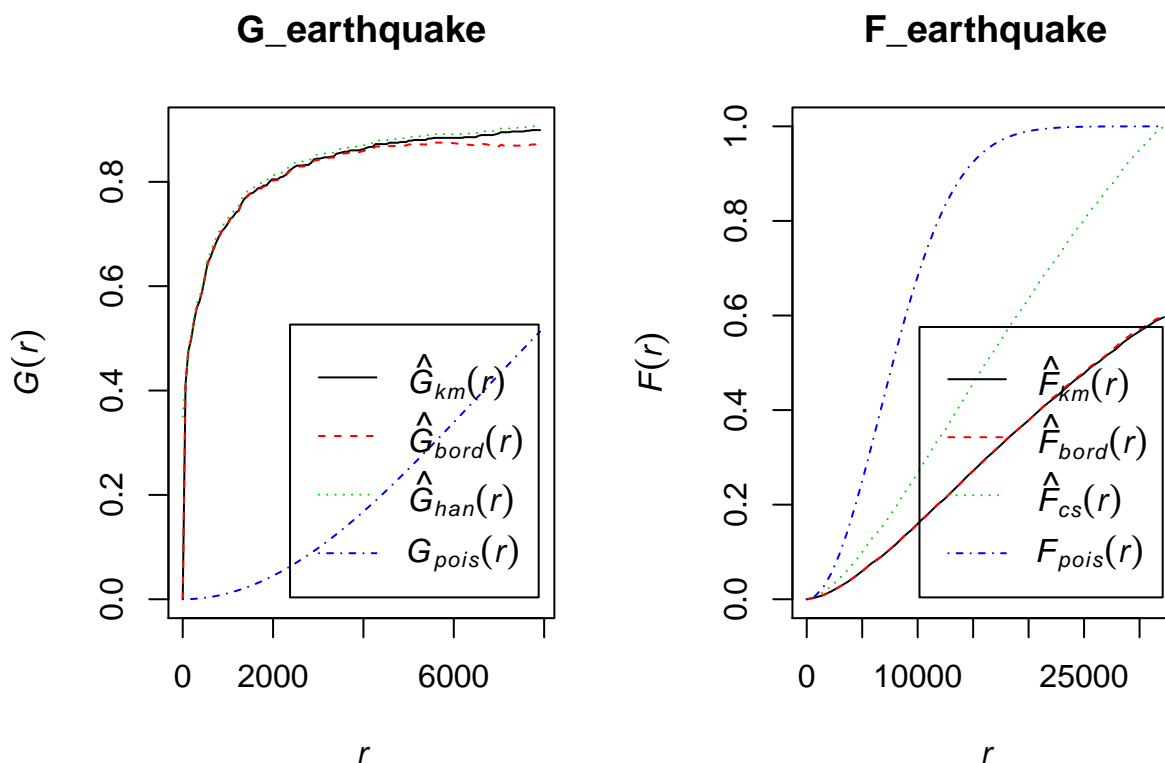 G_earthquake
G(r)
0.0
0.2
0.4
0.6
0.8
Ĝkm(r)
Ĝbord(r)
Ĝhan(r)
Gpois(r)
0 2000 6000
r
F_earthquake
F(r)
0.0
0.2
0.4
0.6
0.8
1.0
F̂km(r)
F̂bord(r)
F̂cs(r)
Fpois(r)
0 10000 25000
r